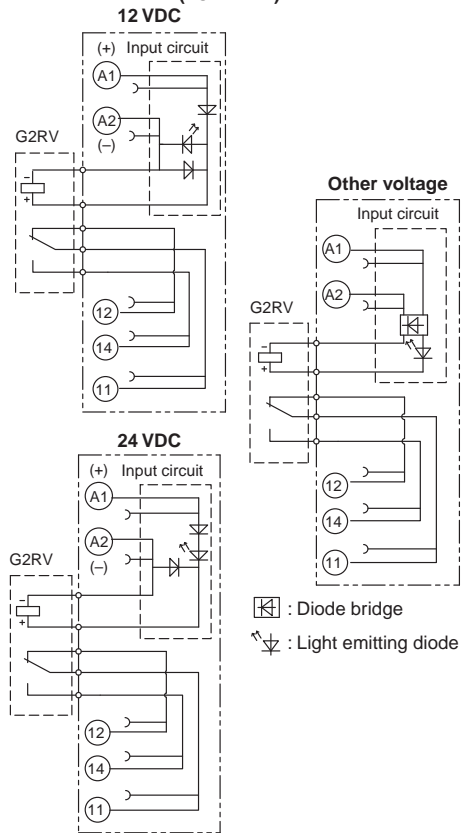 12 VDC
(+) Input circuit
A1
A2
(–)
G2RV
–
+
12
14
11
Other voltage
Input circuit
A1
A2
G2RV
–
+
12
14
11
24 VDC
(+) Input circuit
A1
A2
(–)
G2RV
–
+
12
14
11
: Diode bridge
: Light emitting diode